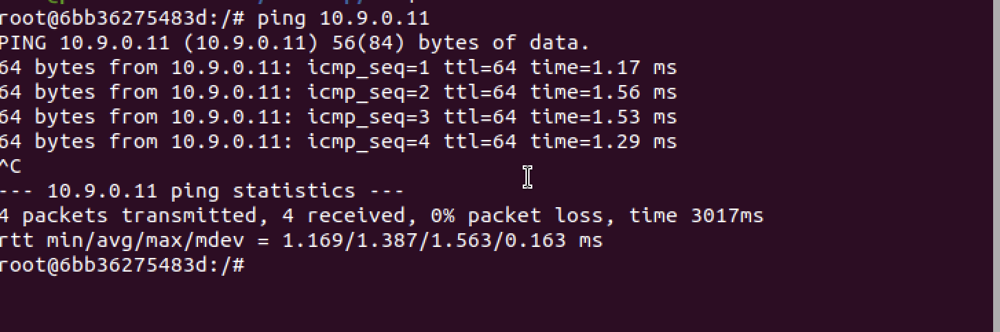 root@6bb36275483d:/# ping 10.9.0.11
PING 10.9.0.11 (10.9.0.11) 56(84) bytes of data.
64 bytes from 10.9.0.11: icmp_seq=1 ttl=64 time=1.17 ms
64 bytes from 10.9.0.11: icmp_seq=2 ttl=64 time=1.56 ms
64 bytes from 10.9.0.11: icmp_seq=3 ttl=64 time=1.53 ms
64 bytes from 10.9.0.11: icmp_seq=4 ttl=64 time=1.29 ms
^C
--- 10.9.0.11 ping statistics ---
4 packets transmitted, 4 received, 0% packet loss, time 3017ms
rtt min/avg/max/mdev = 1.169/1.387/1.563/0.163 ms
root@6bb36275483d:/#